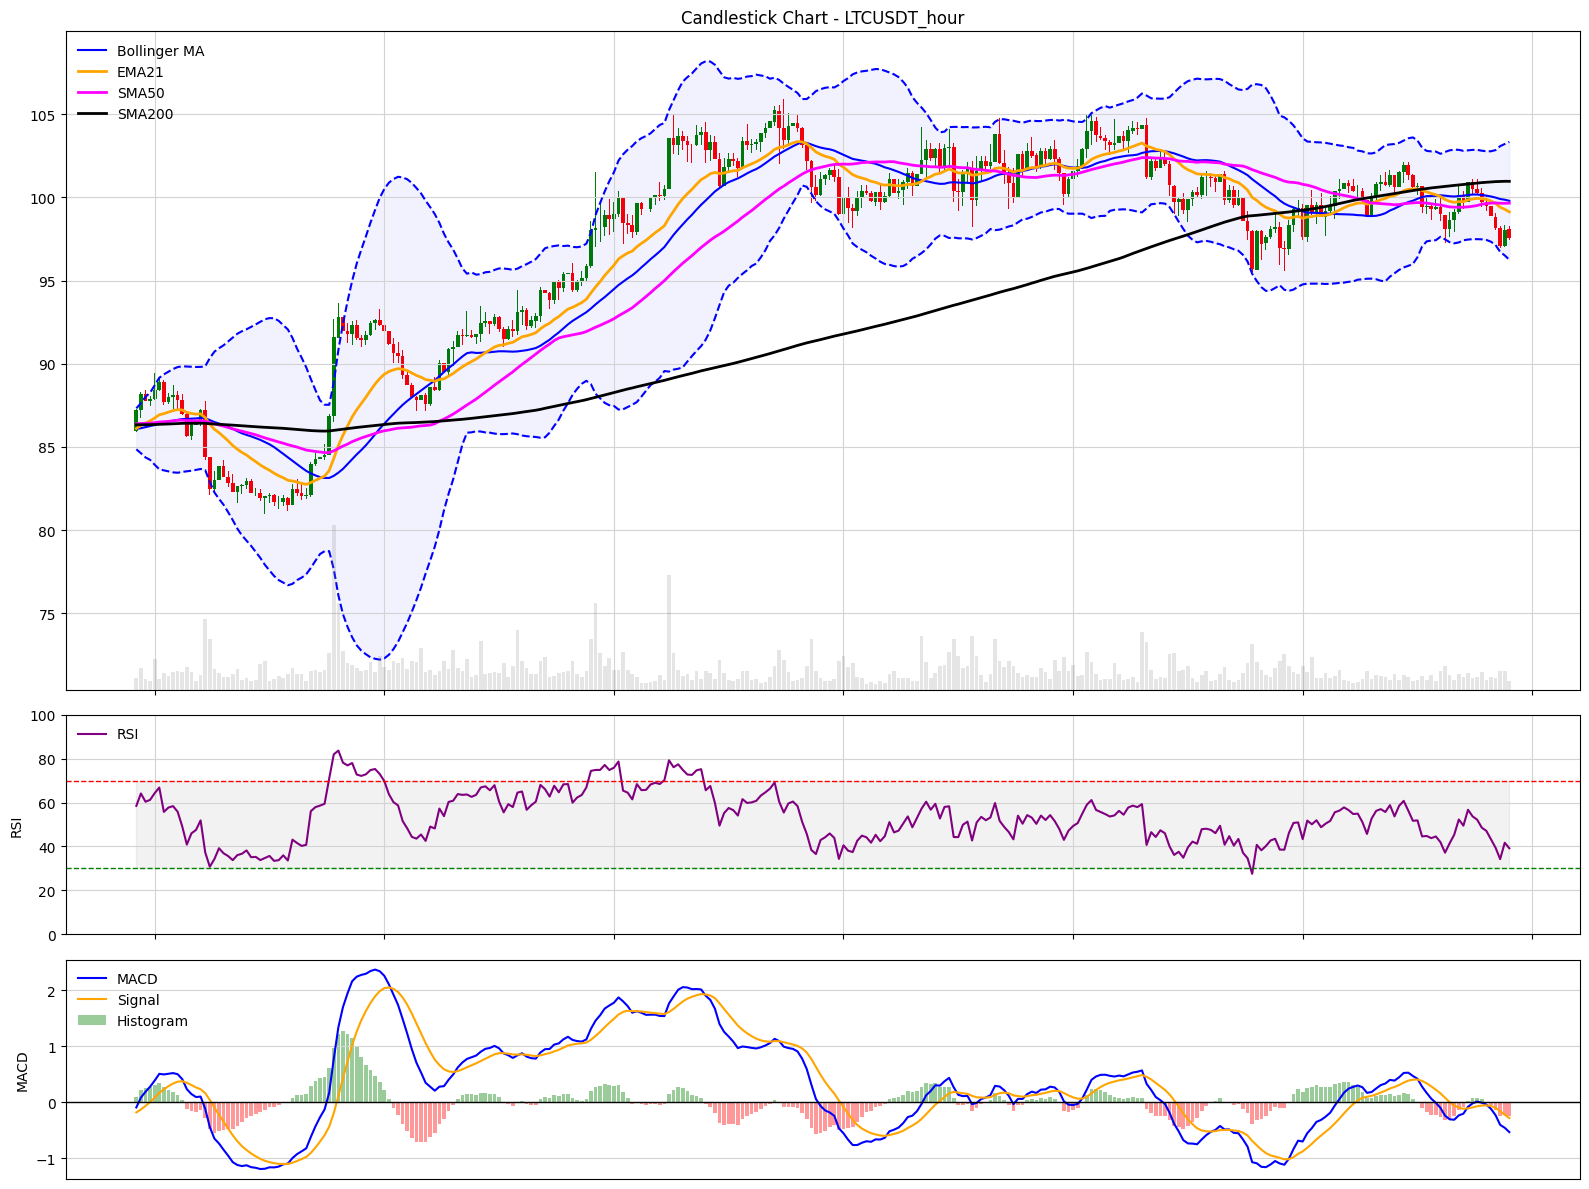 Candlestick Chart - LTCUSDT_hour
Bollinger MA
EMA21
SMA50
SMA200
105
100
95
90
85
80
75
RSI
100
80
60
40
20
0
RSI
MACD
Signal
Histogram
2
1
0
−1
MACD